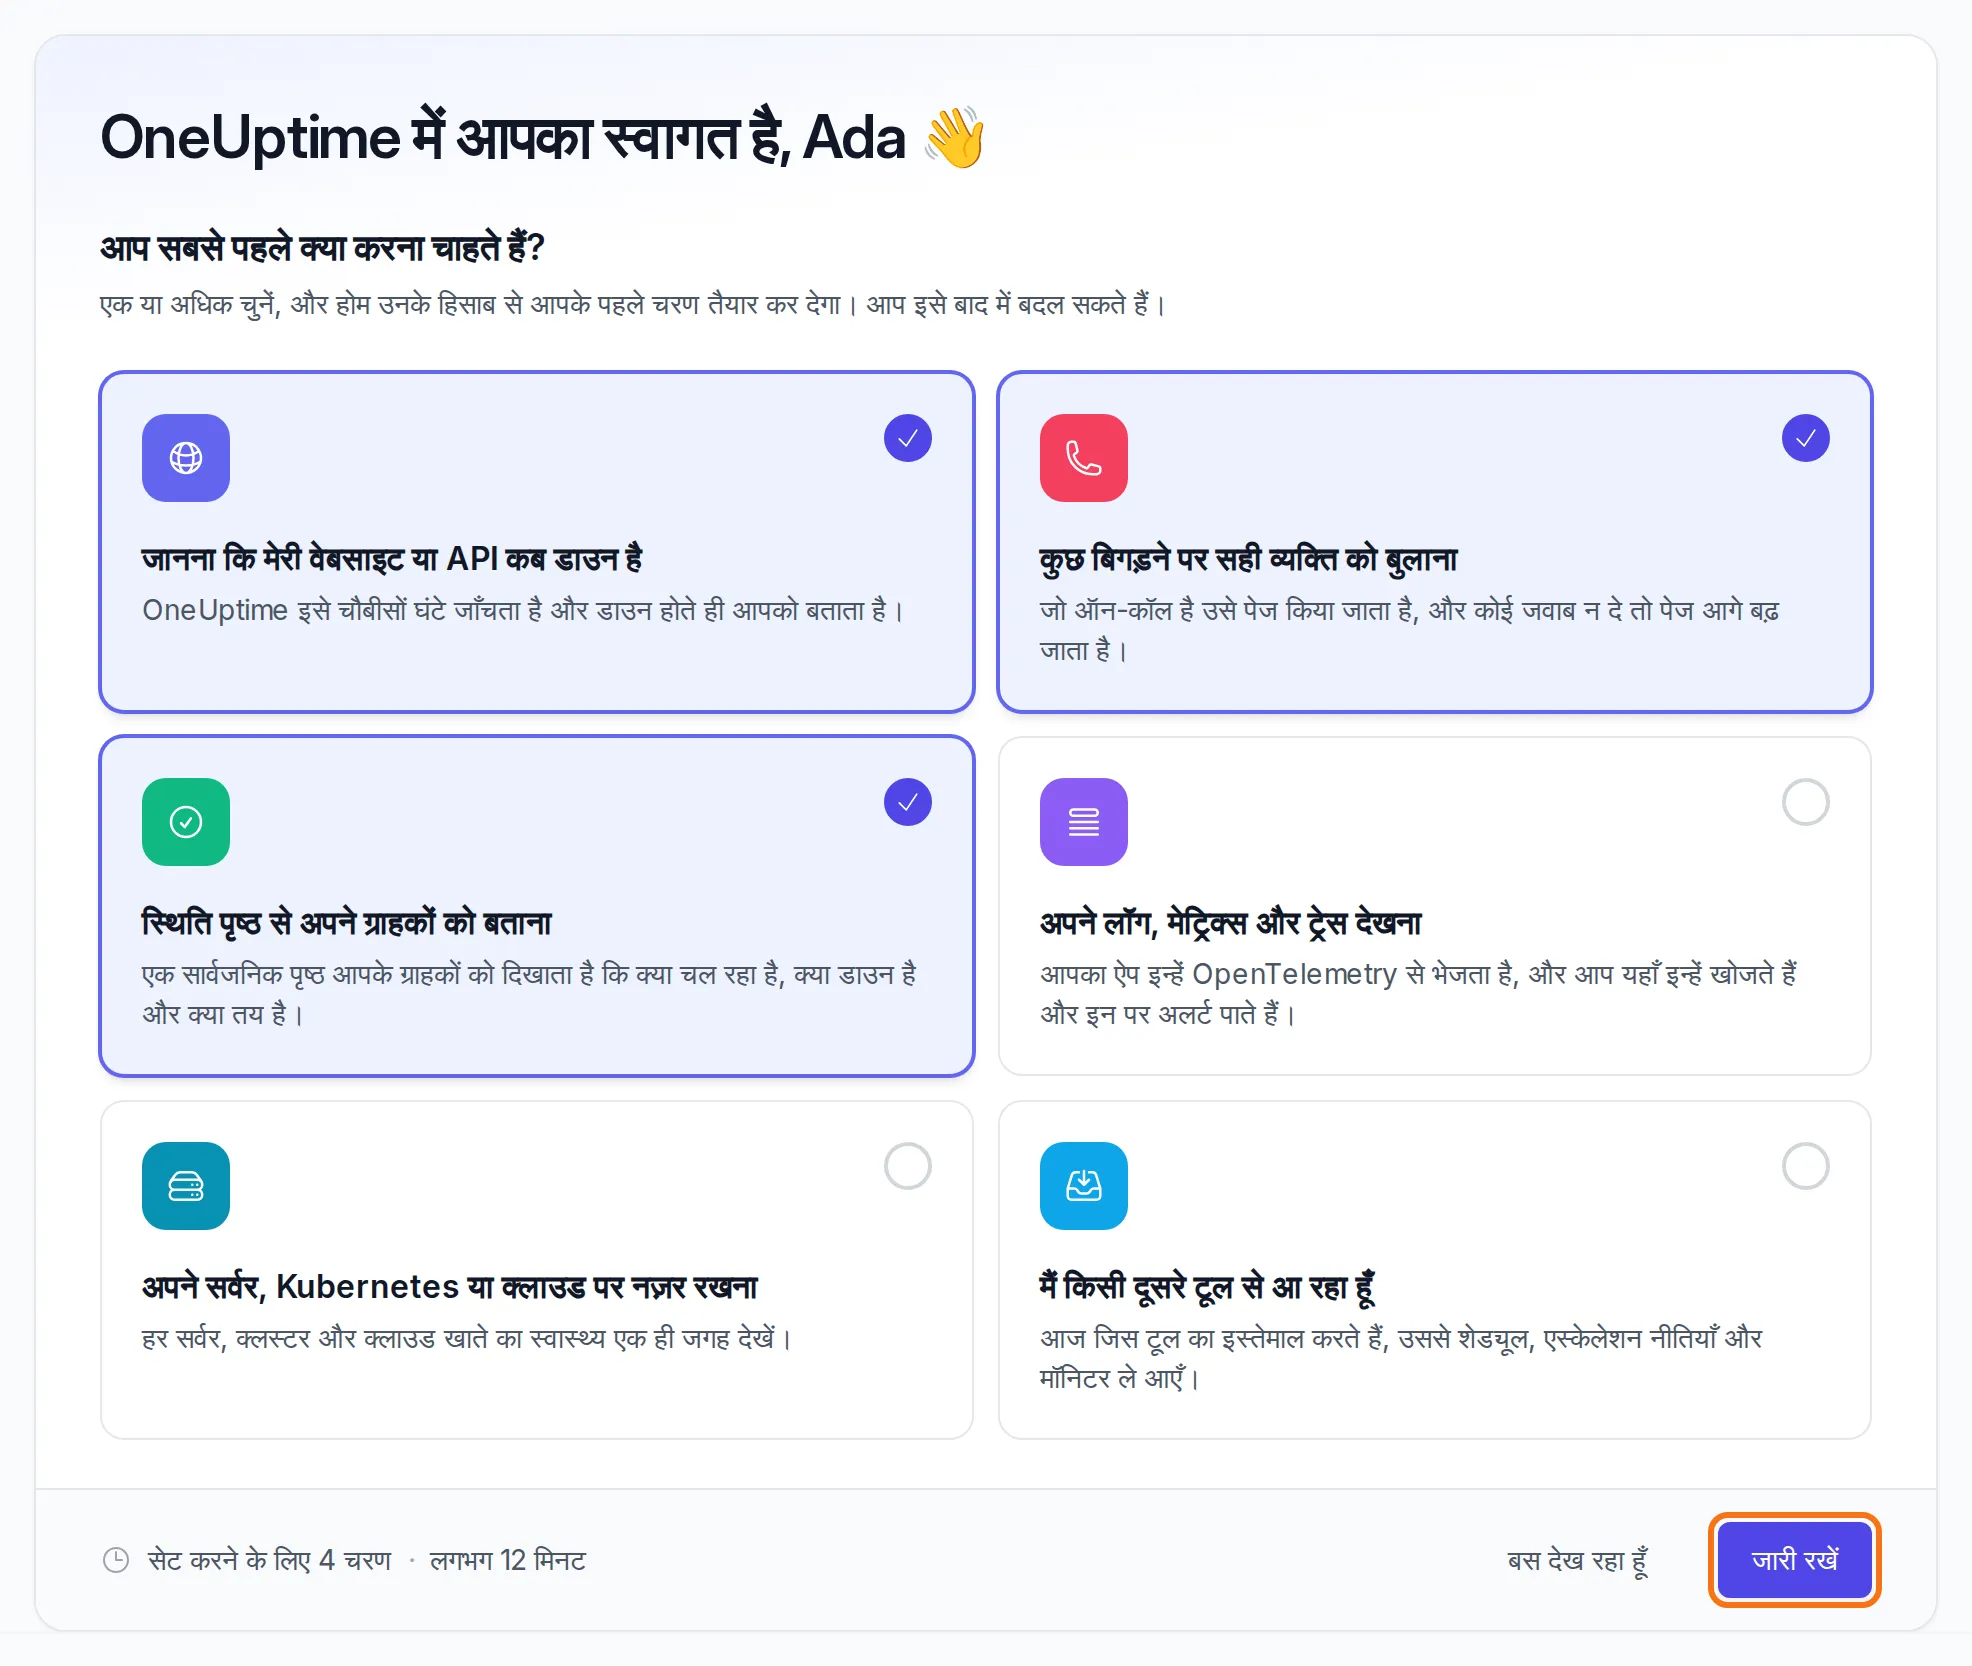 OneUptime में आपका स्वागत है, Ada 👋
आप सबसे पहले क्या करना चाहते हैं?
एक या अधिक चुनें, और होम उनके हिसाब से आपके पहले चरण तैयार कर देगा। आप इसे बाद में बदल सकते हैं।
जानना कि मेरी वेबसाइट या API कब डाउन है
OneUptime इसे चौबीसों घंटे जाँचता है और डाउन होते ही आपको बताता है।
कुछ बिगड़ने पर सही व्यक्ति को बुलाना
जो ऑन-कॉल है उसे पेज किया जाता है, और कोई जवाब न दे तो पेज आगे बढ़
जाता है।
स्थिति पृष्ठ से अपने ग्राहकों को बताना
एक सार्वजनिक पृष्ठ आपके ग्राहकों को दिखाता है कि क्या चल रहा है, क्या डाउन है
और क्या तय है।
अपने लॉग, मेट्रिक्स और ट्रेस देखना
आपका ऐप इन्हें OpenTelemetry से भेजता है, और आप यहाँ इन्हें खोजते हैं
और इन पर अलर्ट पाते हैं।
अपने सर्वर, Kubernetes या क्लाउड पर नज़र रखना
हर सर्वर, क्लस्टर और क्लाउड खाते का स्वास्थ्य एक ही जगह देखें।
मैं किसी दूसरे टूल से आ रहा हूँ
आज जिस टूल का इस्तेमाल करते हैं, उससे शेड्यूल, एस्केलेशन नीतियाँ और
मॉनिटर ले आएँ।
सेट करने के लिए 4 चरण · लगभग 12 मिनट
बस देख रहा हूँ
जारी रखें